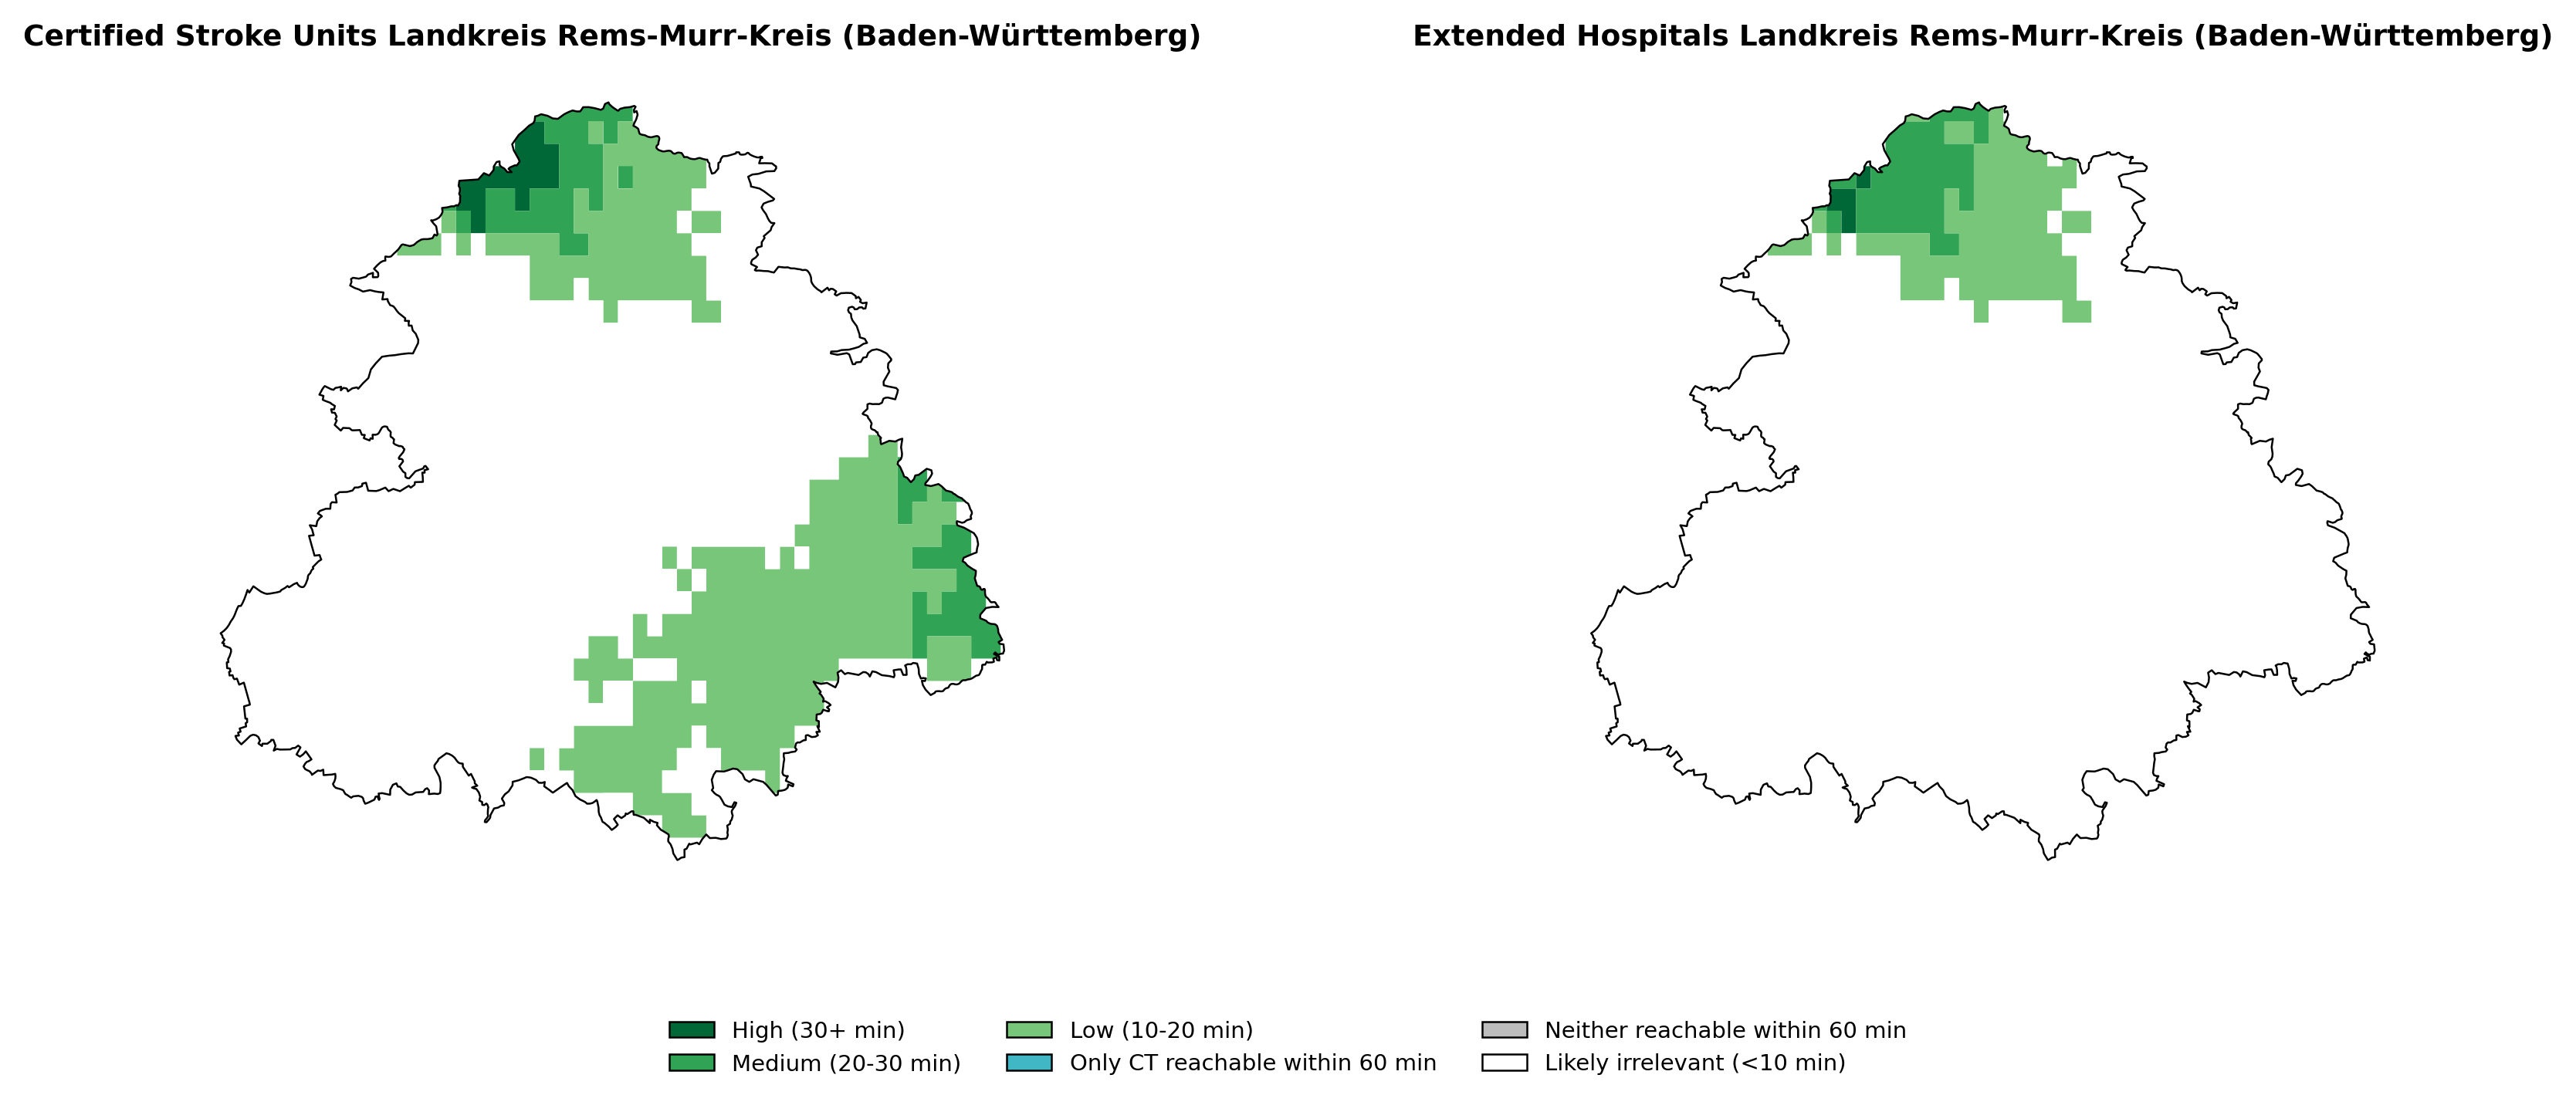 Certified Stroke Units Landkreis Rems-Murr-Kreis (Baden-Württemberg)
Extended Hospitals Landkreis Rems-Murr-Kreis (Baden-Württemberg)
High (30+ min)
Medium (20-30 min)
Low (10-20 min)
Only CT reachable within 60 min
Neither reachable within 60 min
Likely irrelevant (<10 min)